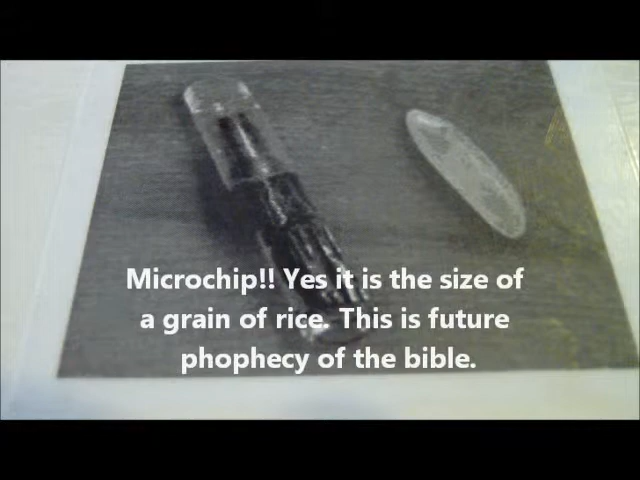 Microchip!! Yes it is the size of
a grain of rice. This is future
phophecy of the bible.